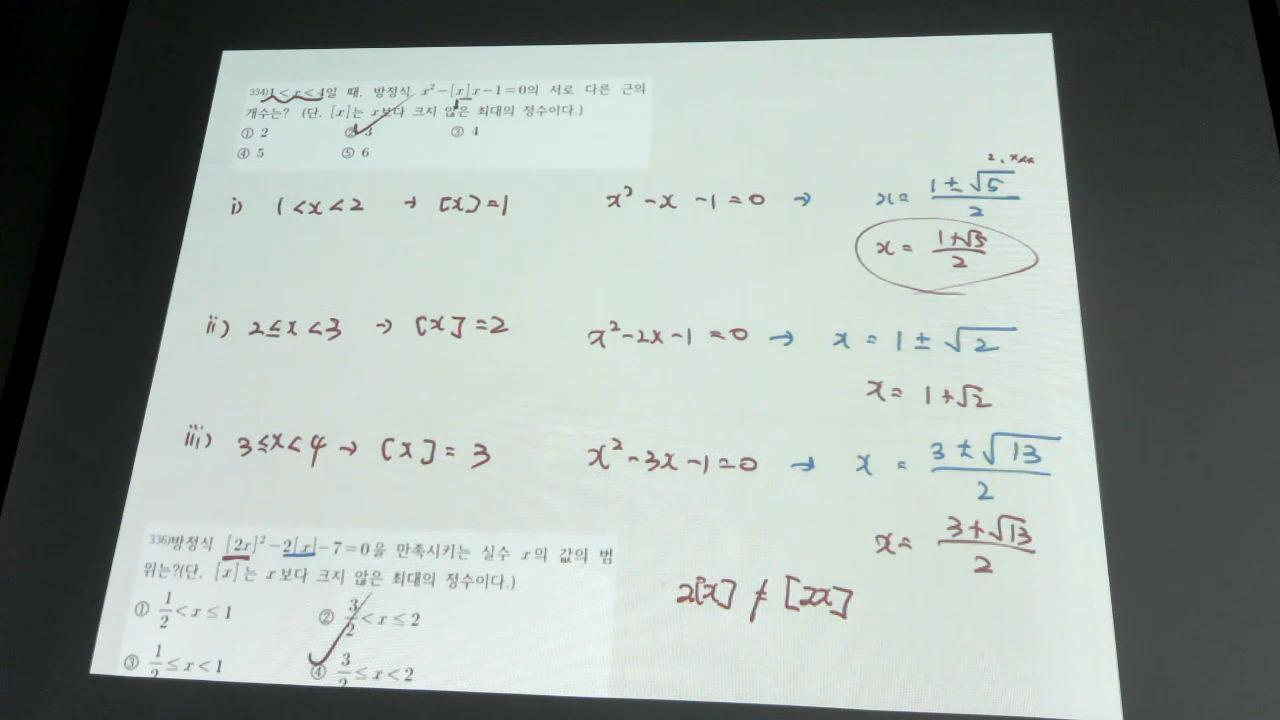 334)1<x<4일 때, 방정식 x²-[x]x-1=0의 서로 다른 근의
개수는? (단, [x]는 x보다 크지 않은 최대의 정수이다.)
① 2 ② 3 ③ 4
④ 5 ⑤ 6
i) 1<x<2 → [x]=1 x²-x-1=0 → x= (1±√5)/2
x = (1+√5)/2
ii) 2≤x<3 → [x]=2 x²-2x-1=0 → x = 1±√2
x= 1+√2
iii) 3≤x<4 → [x]=3 x²-3x-1=0 → x = (3±√13)/2
x= (3+√13)/2
336)방정식 [2x]²-2[x]-7=0을 만족시키는 실수 x의 값의 범
위는?(단, [x]는 x보다 크지 않은 최대의 정수이다.)
2[x] ≠ [2x]
① 1/2<x≤1 ② 3/2<x≤2
③ 1/2≤x<1 ④ 3/2≤x<2